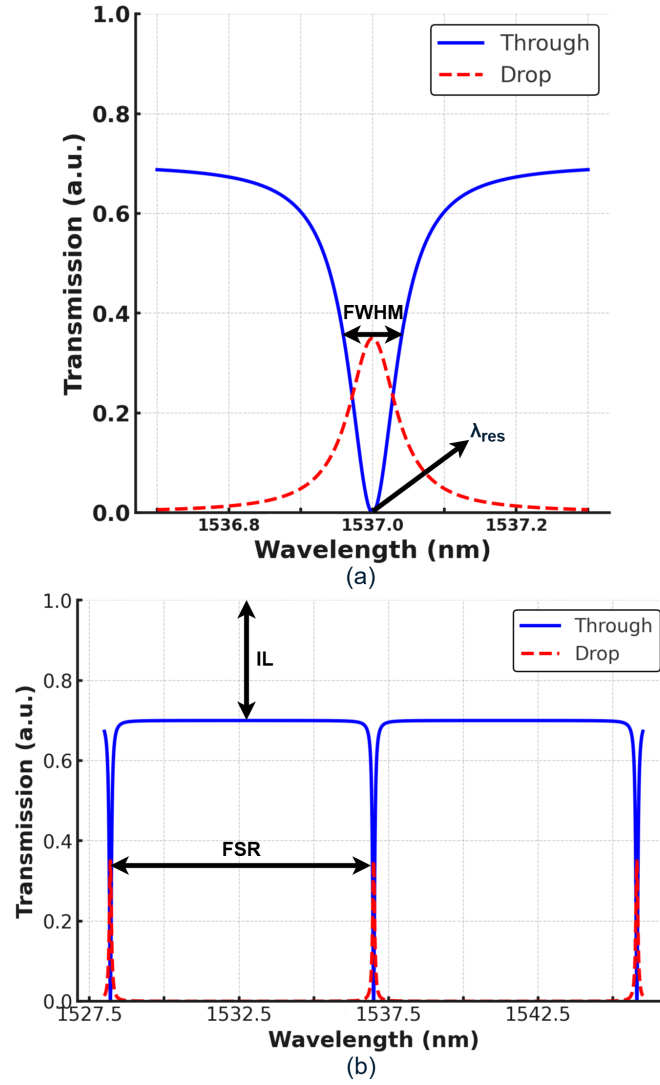 1.0
0.8
0.6
0.4
0.2
0.0
Transmission (a.u.)
Through
Drop
FWHM
λres
1536.8
1537.0
1537.2
Wavelength (nm)
(a)
1.0
0.8
0.6
0.4
0.2
0.0
Transmission (a.u.)
Through
Drop
IL
FSR
1527.5
1532.5
1537.5
1542.5
Wavelength (nm)
(b)